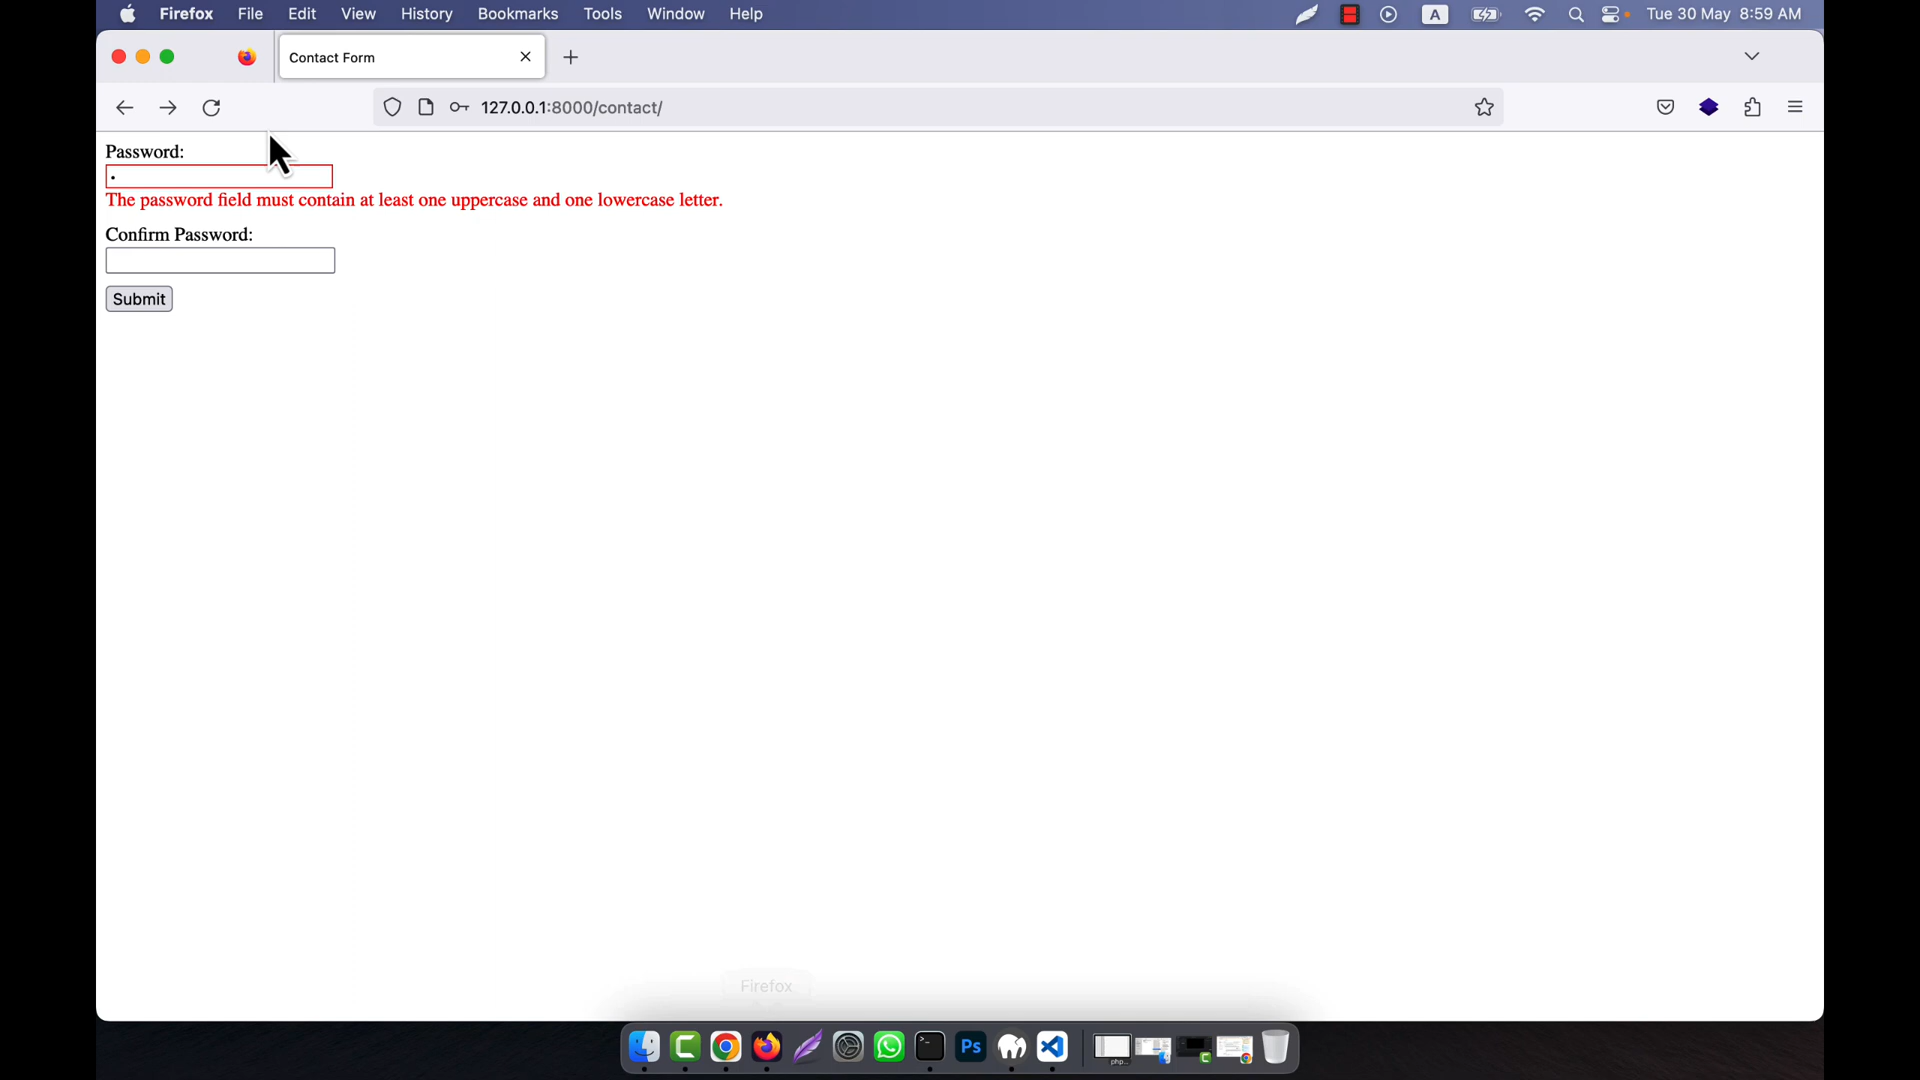 Firefox File Edit View History Bookmarks Tools Window Help A Tue 30 May 8:59 AM
Contact Form
127.0.0.1:8000/contact/
Password:
•
The password field must contain at least one uppercase and one lowercase letter.
Confirm Password:
Submit
Firefox
Ps